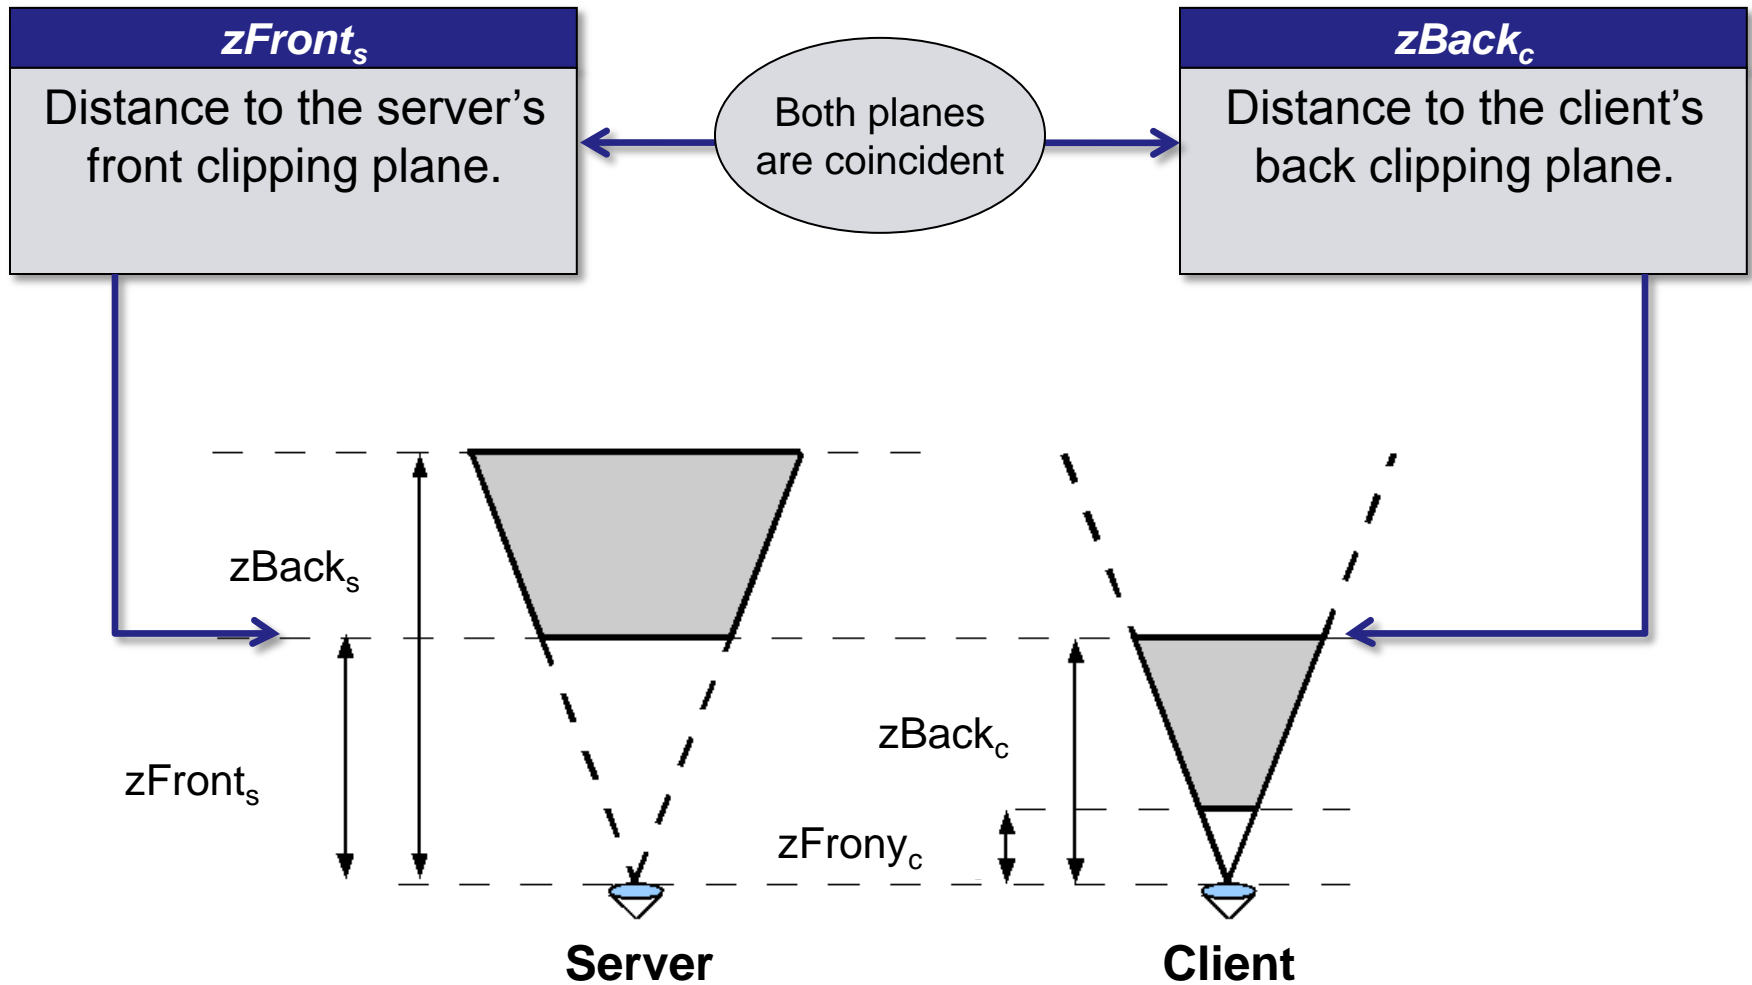 zFronts
Distance to the server's
front clipping plane.
Both planes
are coincident
zBackc
Distance to the client's
back clipping plane.
zBacks
zFronts
zBackc
zFronyc
Server
Client